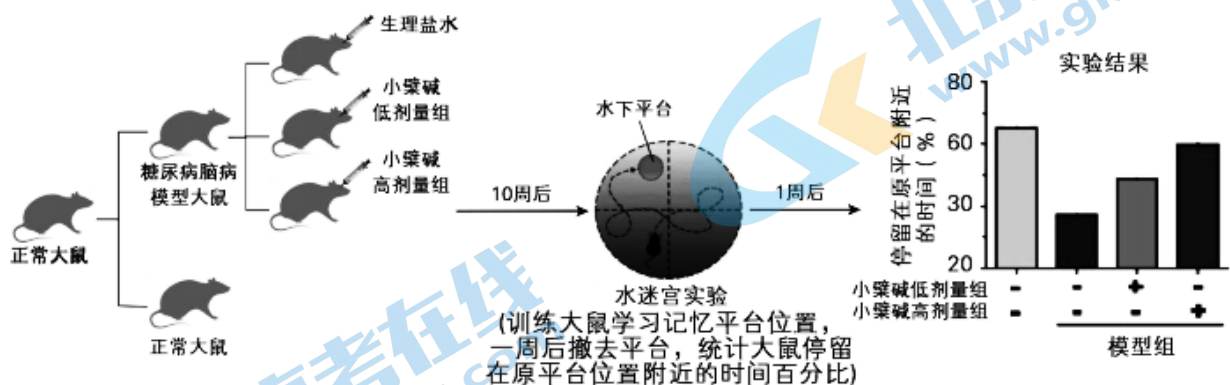 生理盐水
小檗碱
低剂量组
小檗碱
高剂量组
糖尿病脑病
模型大鼠
正常大鼠
正常大鼠
10周后
水下平台
水迷宫实验
(训练大鼠学习记忆平台位置，
一周后撤去平台，统计大鼠停留
在原平台位置附近的时间百分比)
1周后
实验结果
停留在原平台附近
的时间（%）
80
60
30
20
小檗碱低剂量组 - - + -
小檗碱高剂量组 - - - +
模型组
北京
www.g
考在线